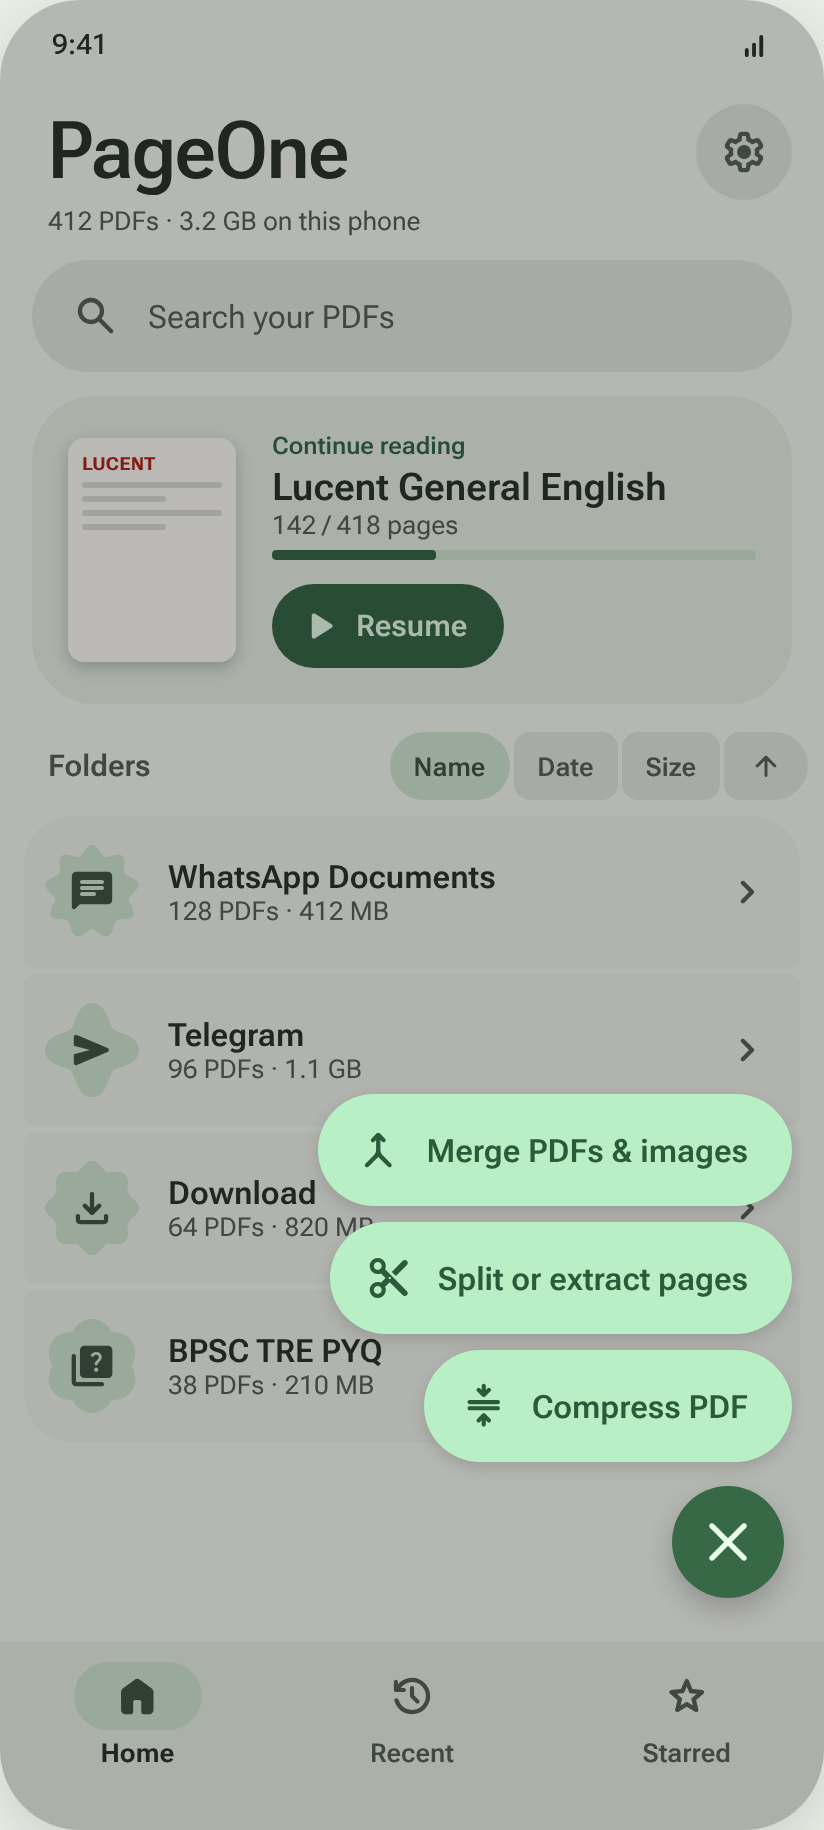 9:41
PageOne
412 PDFs · 3.2 GB on this phone
Search your PDFs
LUCENT
Continue reading
Lucent General English
142 / 418 pages
Resume
Folders
Name
Date
Size
WhatsApp Documents
128 PDFs · 412 MB
Telegram
96 PDFs · 1.1 GB
Merge PDFs & images
Download
64 PDFs · 820 MB
Split or extract pages
BPSC TRE PYQ
38 PDFs · 210 MB
Compress PDF
Home
Recent
Starred